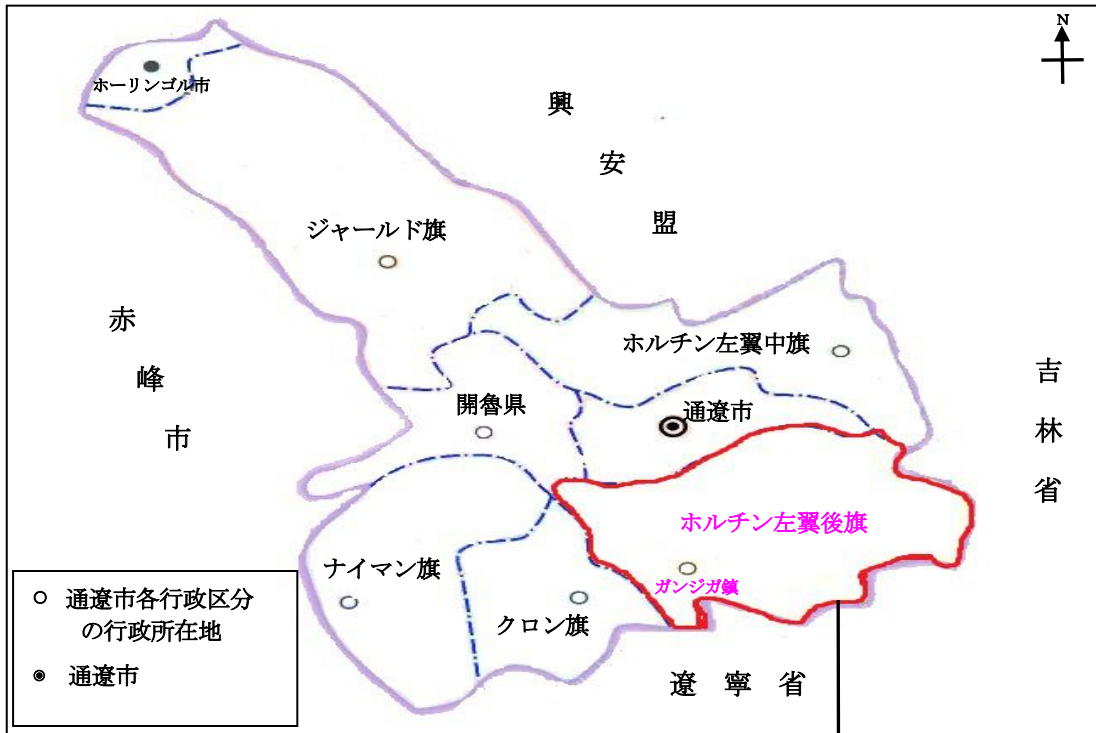 N
ホーリンゴル市
興
安
盟
ジャールド旗
赤
峰
市
ホルチン左翼中旗
吉
林
省
開魯県
通遼市
ホルチン左翼後旗
ナイマン旗
ガンジガ鎮
クロン旗
遼 寧 省
通遼市各行政区分
の行政所在地
通遼市